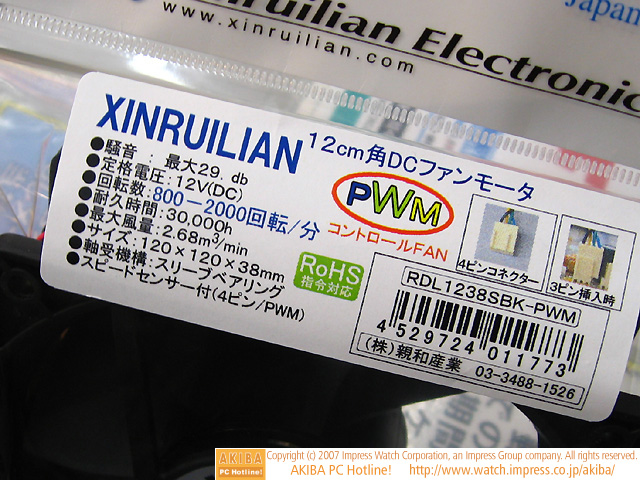 Japan
Xinruilian Electronic
www.xinruilian.com
XINRUILIAN
12cm角DCファンモータ
●騒音 : 最大29. db
●定格電圧:12V(DC)
●回転数:800-2000回転/分
●耐久時間:30,000h
●最大風量:2.68m³/min
●サイズ:120×120×38mm
●軸受機構:スリーブベアリング
●スピードセンサー付(4ピン/PWM)
PWM
コントロールFAN
RoHS
指令対応
4ピンコネクター
3ピン挿入時
RDL1238SBK-PWM
4 529724 011773
(株)親和産業 03-3488-1526
AKIBA
PC Hotline!
Copyright (c) 2007 Impress Watch Corporation, an Impress Group company. All rights reserved.
AKIBA PC Hotline! http://www.watch.impress.co.jp/akiba/